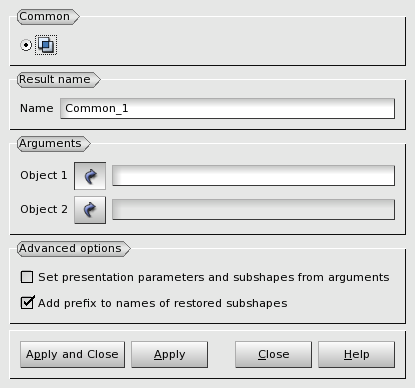 Common
Result name
Name Common_1
Arguments
Object 1
Object 2
Advanced options
Set presentation parameters and subshapes from arguments
Add prefix to names of restored subshapes
Apply and Close Apply Close Help